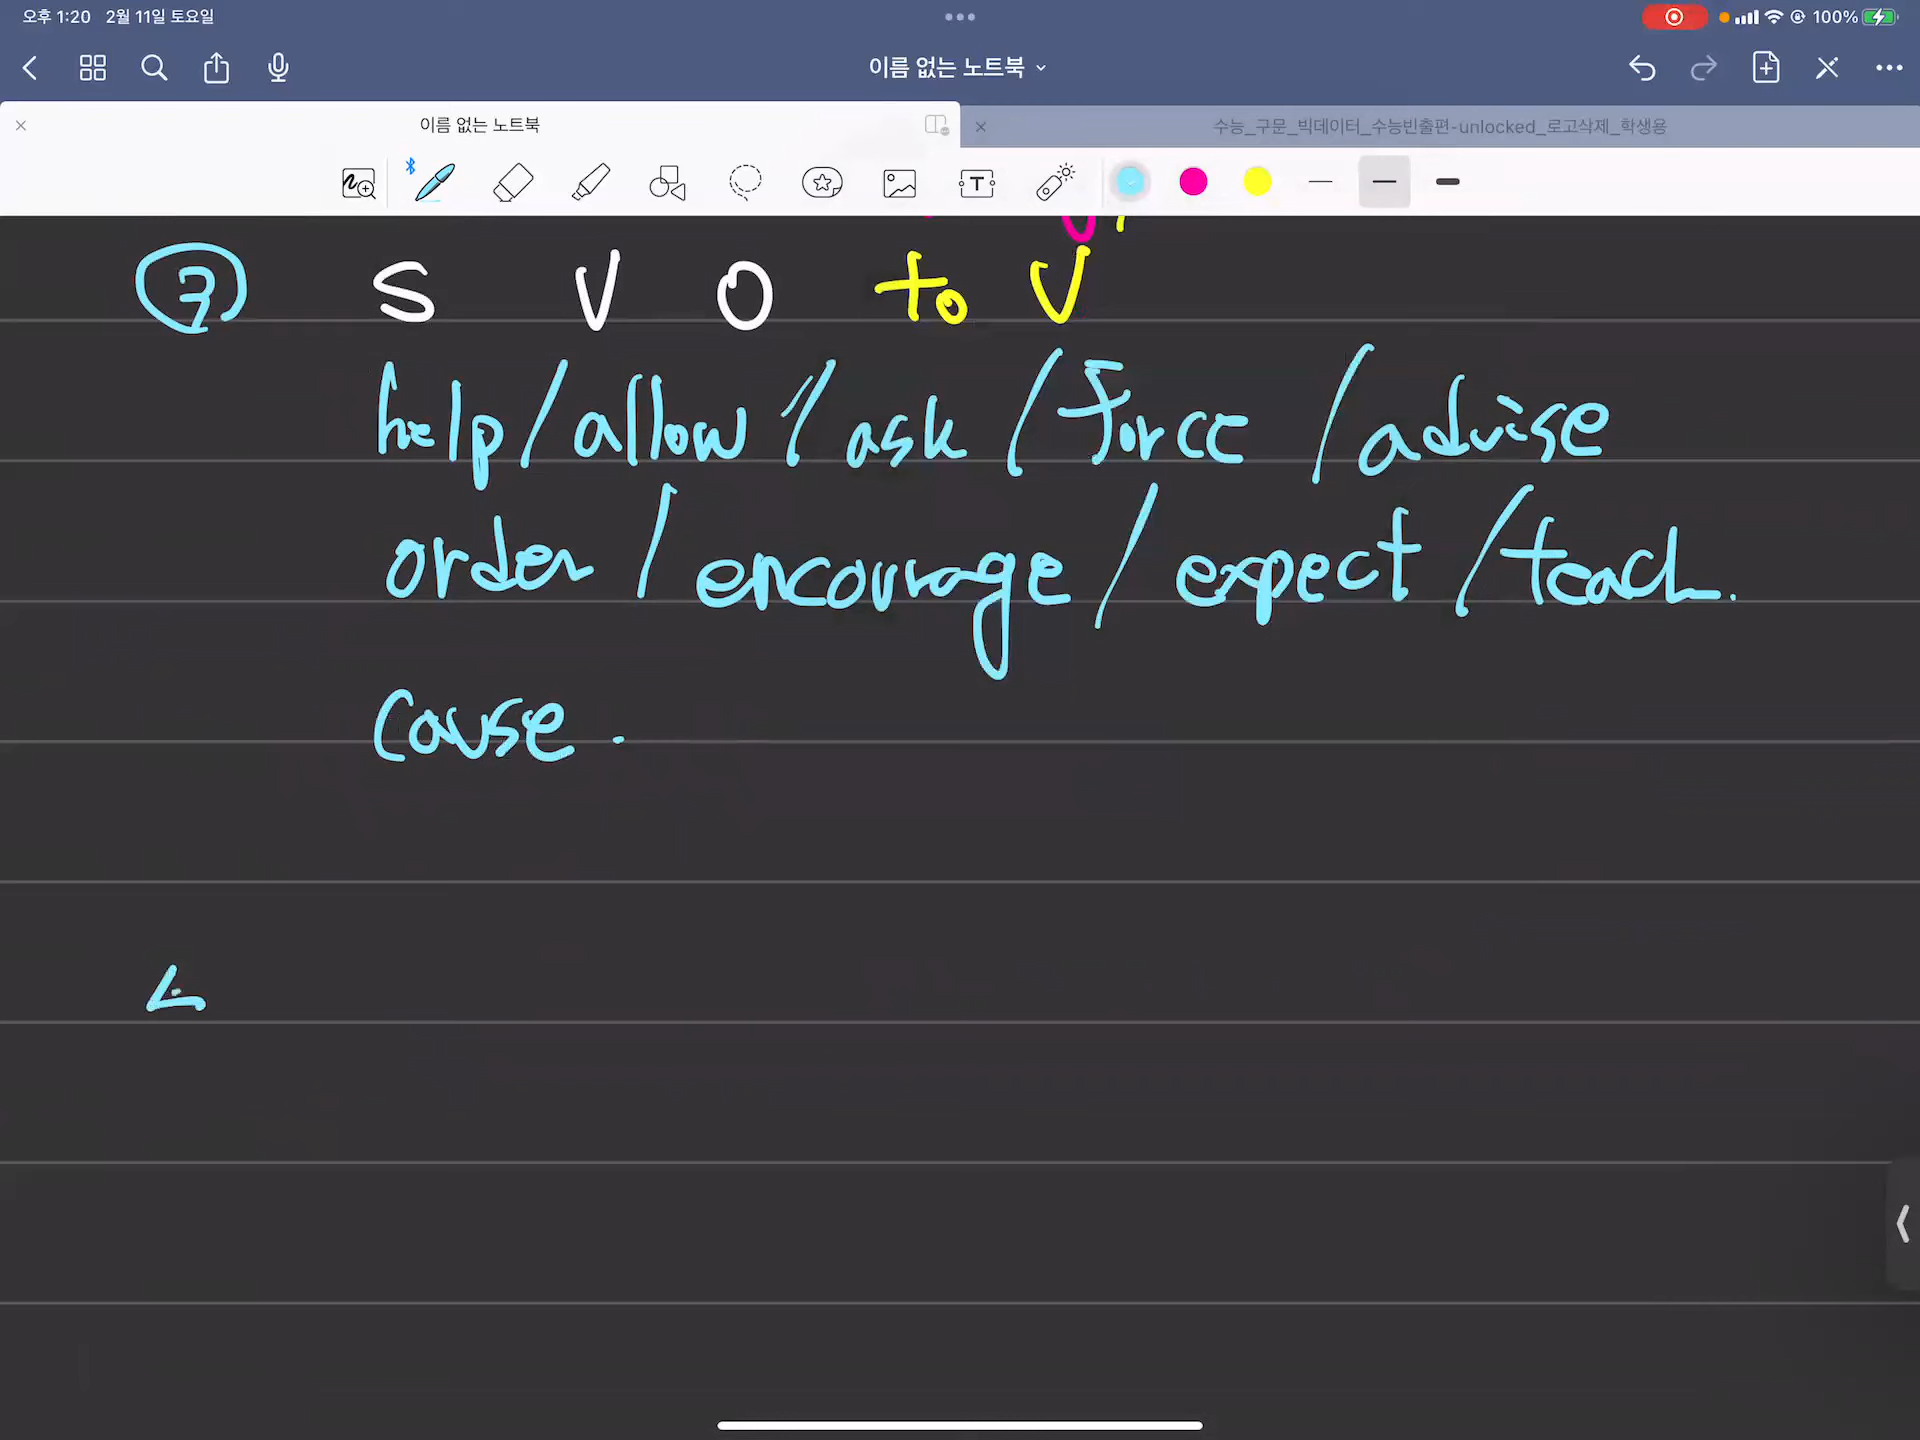 오후 1:20 2월 11일 토요일 100%
이름 없는 노트북
이름 없는 노트북 수능_구문_빅데이터_수능빈출편-unlocked_로고삭제_학생용
③ S V O to V
help / allow / ask / force / advise
order / encourage / expect / teach.
cause.